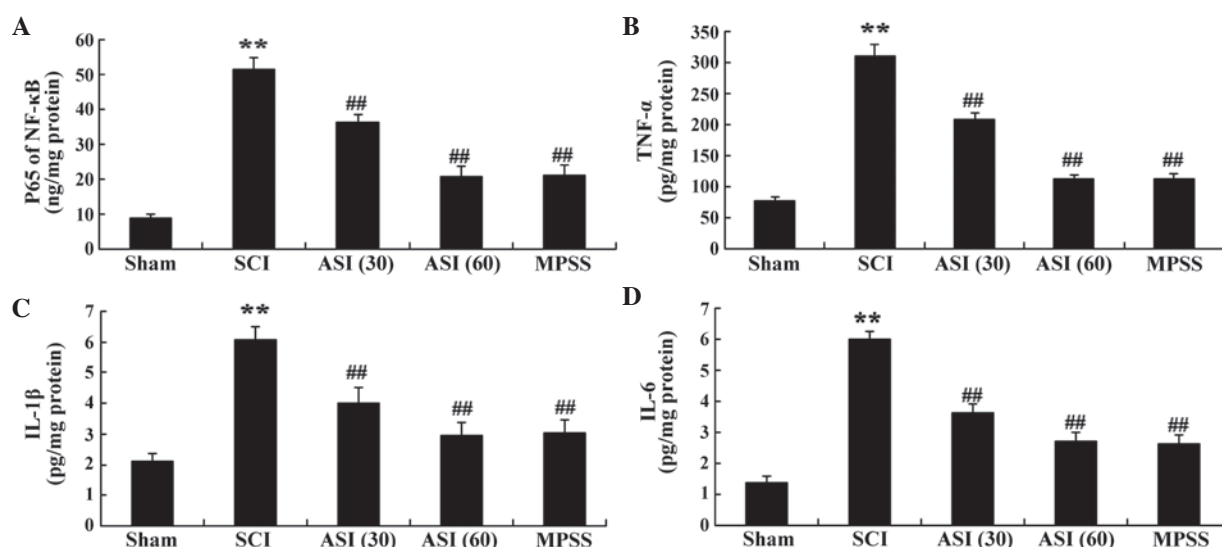 A
P65 of NF-κB
(ng/mg protein)
60
50
40
30
20
10
0
**
##
##
##
Sham SCI ASI (30) ASI (60) MPSS
B
TNF-α
(pg/mg protein)
350
300
250
200
150
100
50
0
**
##
##
##
Sham SCI ASI (30) ASI (60) MPSS
C
IL-1β
(pg/mg protein)
7
6
5
4
3
2
1
0
**
##
##
##
Sham SCI ASI (30) ASI (60) MPSS
D
IL-6
(pg/mg protein)
7
6
5
4
3
2
1
0
**
##
##
##
Sham SCI ASI (30) ASI (60) MPSS